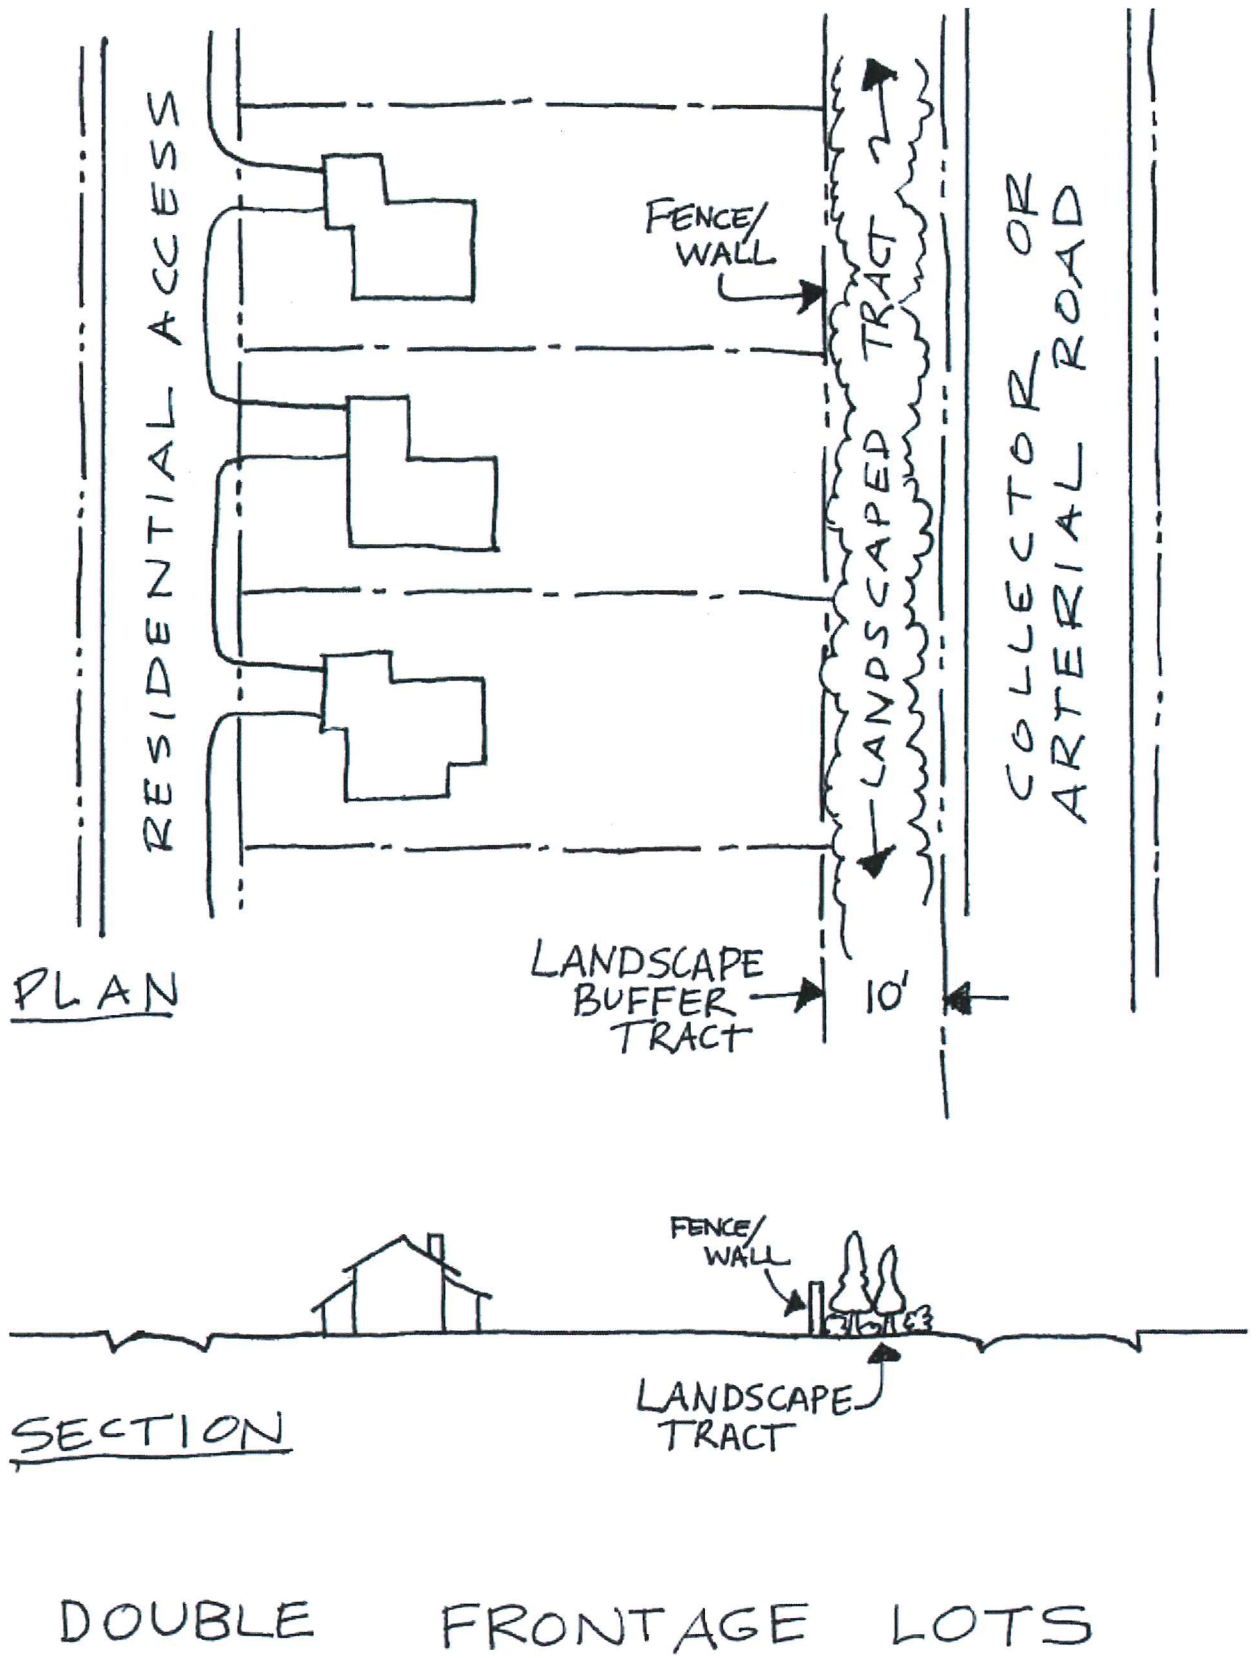 RESIDENTIAL ACCESS
FENCE/
WALL
LANDSCAPED TRACT
COLLECTOR OR
ARTERIAL ROAD
LANDSCAPE
BUFFER
TRACT
10'
PLAN
FENCE/
WALL
LANDSCAPE
TRACT
SECTION
DOUBLE FRONTAGE LOTS